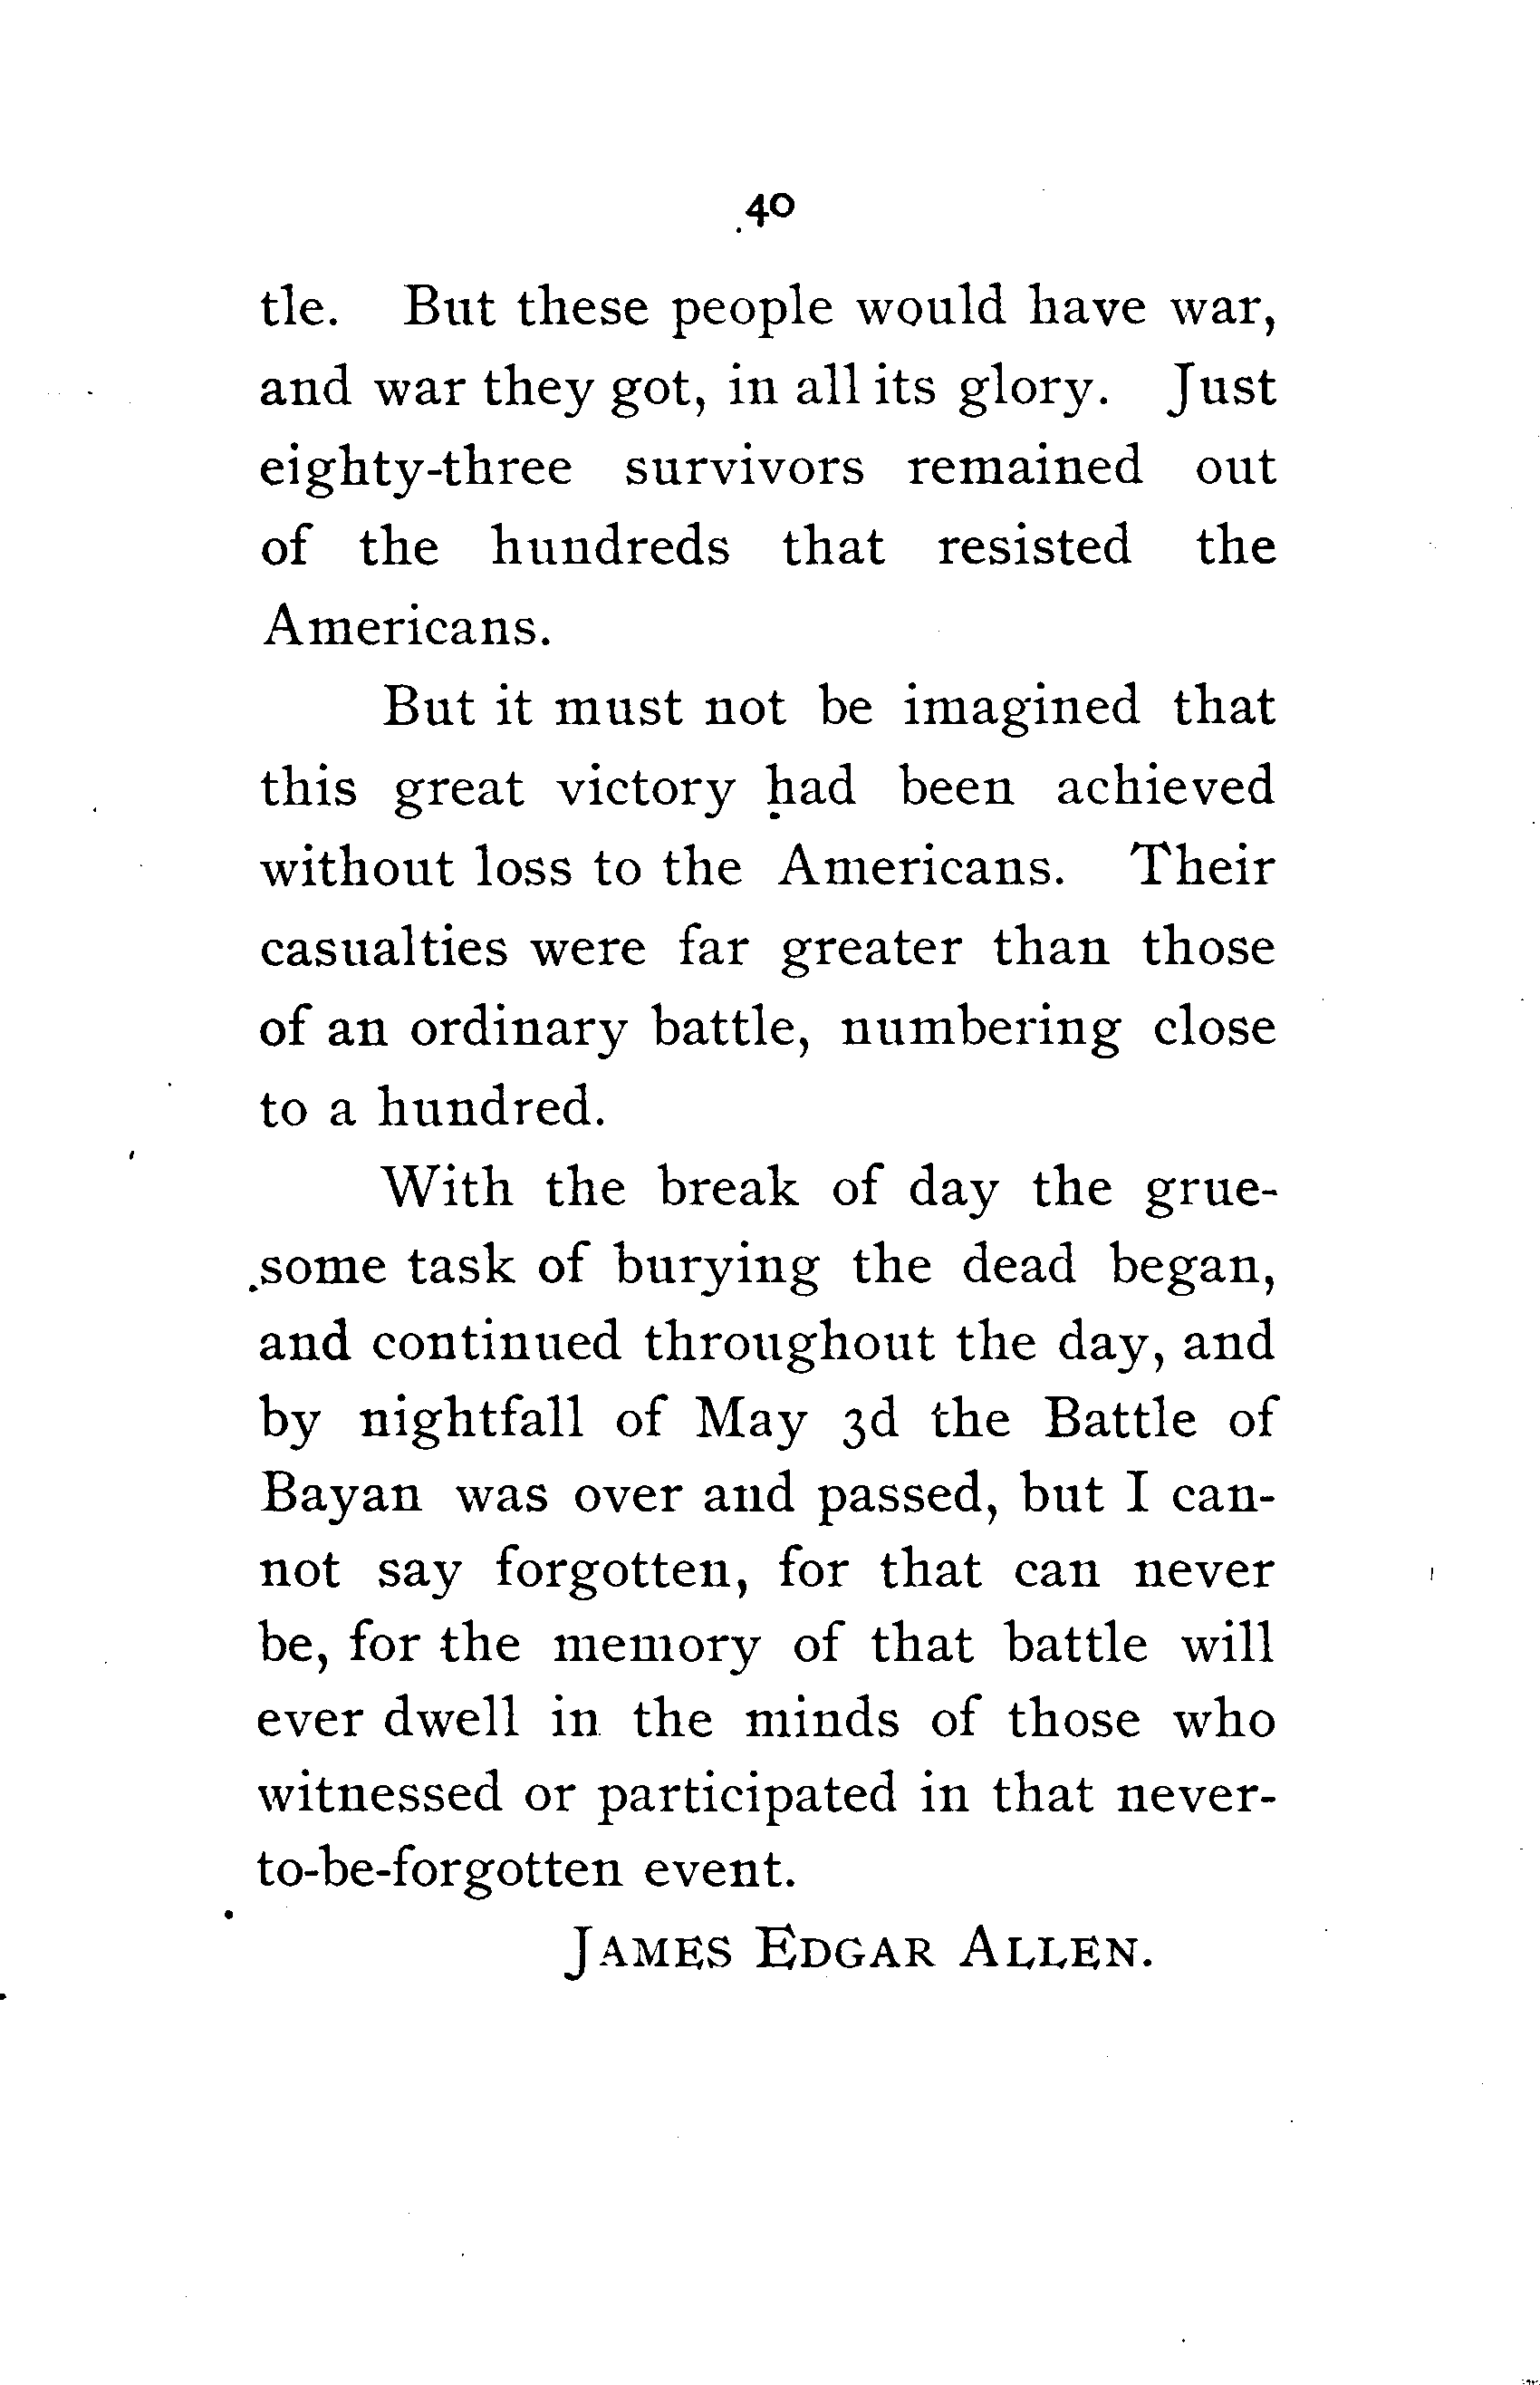 40
tle. But these people would have war,
and war they got, in all its glory. Just
eighty-three survivors remained out
of the hundreds that resisted the
Americans.
But it must not be imagined that
this great victory had been achieved
without loss to the Americans. Their
casualties were far greater than those
of an ordinary battle, numbering close
to a hundred.
With the break of day the grue-
some task of burying the dead began,
and continued throughout the day, and
by nightfall of May 3d the Battle of
Bayan was over and passed, but I can-
not say forgotten, for that can never
be, for the memory of that battle will
ever dwell in the minds of those who
witnessed or participated in that never-
to-be-forgotten event.
JAMES EDGAR ALLEN.